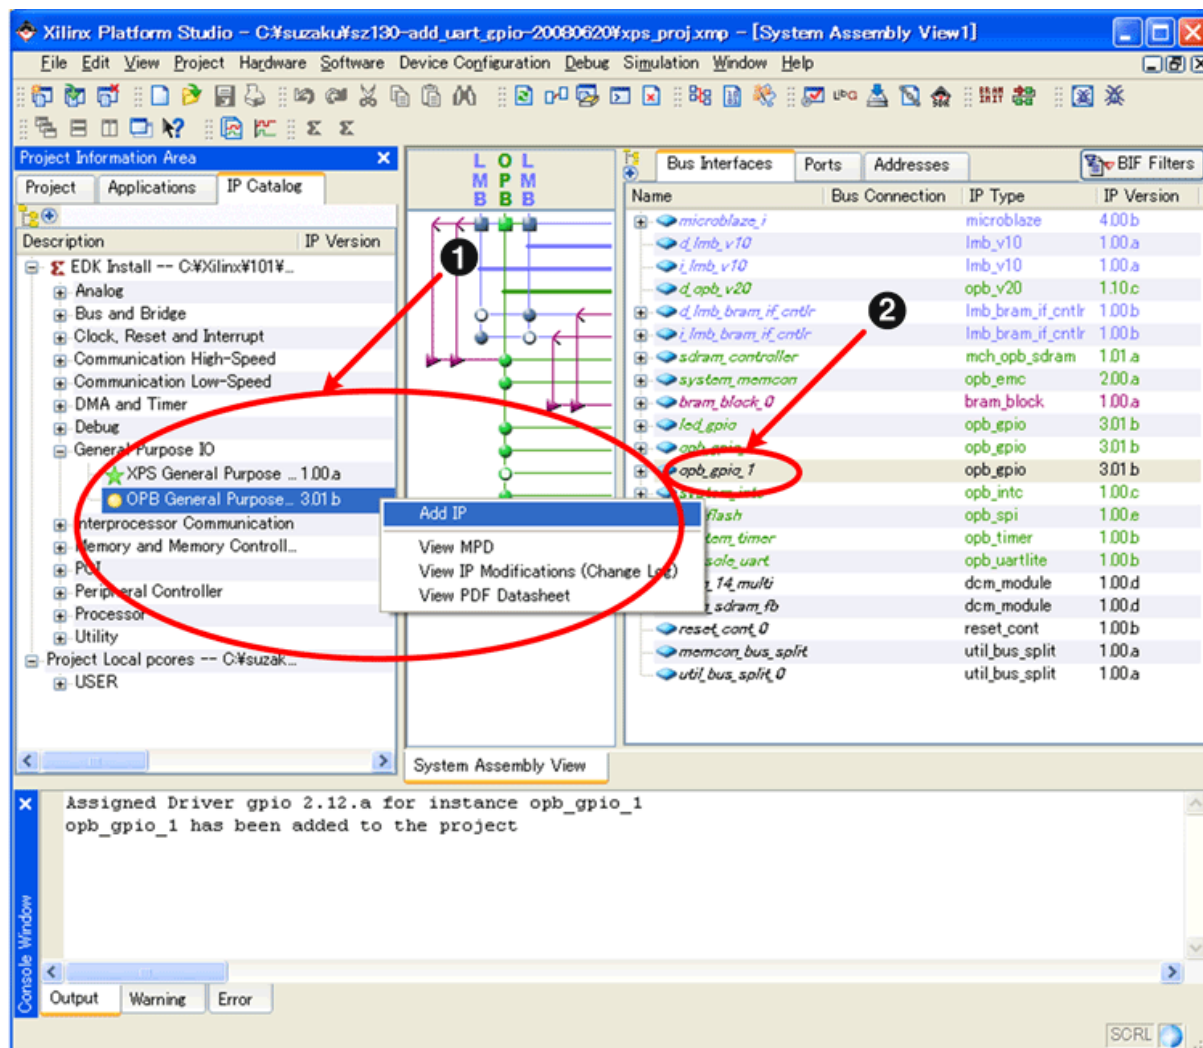 Xilinx Platform Studio - C:¥suzaku¥sz130-add_uart_gpio-20080620¥xps_proj.xmp - [System Assembly View1]
File Edit View Project Hardware Software Device Configuration Debug Simulation Window Help
Project Information Area
Project Applications IP Catalog
Description IP Version
EDK Install -- C:¥Xilinx¥101¥...
Analog
Bus and Bridge
Clock, Reset and Interrupt
Communication High-Speed
Communication Low-Speed
DMA and Timer
Debug
General Purpose IO
XPS General Purpose ... 1.00.a
OPB General Purpose... 3.01.b
Interprocessor Communication
Memory and Memory Controll...
PCI
Peripheral Controller
Processor
Utility
Project Local pcores -- C:¥suzak...
USER
1
Add IP
View MPD
View IP Modifications (Change Log)
View PDF Datasheet
LMB OPB LMB
System Assembly View
Bus Interfaces Ports Addresses BIF Filters
Name Bus Connection IP Type IP Version
microblaze_i microblaze 4.00.b
d_lmb_v10 lmb_v10 1.00.a
i_lmb_v10 lmb_v10 1.00.a
d_opb_v20 opb_v20 1.10.c
d_lmb_bram_if_cntlr lmb_bram_if_cntlr 1.00.b
i_lmb_bram_if_cntlr lmb_bram_if_cntlr 1.00.b
sdram_controller mch_opb_sdram 1.01.a
system_memcon opb_emc 2.00.a
bram_block_0 bram_block 1.00.a
led_gpio opb_gpio 3.01.b
opb_gpio opb_gpio 3.01.b
opb_gpio_1 opb_gpio 3.01.b
system_intc opb_intc 1.00.c
flash opb_spi 1.00.e
tem_timer opb_timer 1.00.b
sole_uart opb_uartlite 1.00.b
_14_multi dcm_module 1.00.d
_sdram_fb dcm_module 1.00.d
reset_cont_0 reset_cont 1.00.b
memcon_bus_split util_bus_split 1.00.a
util_bus_split_0 util_bus_split 1.00.a
2
Assigned Driver gpio 2.12.a for instance opb_gpio_1
opb_gpio_1 has been added to the project
Console Window
Output Warning Error
SCRL